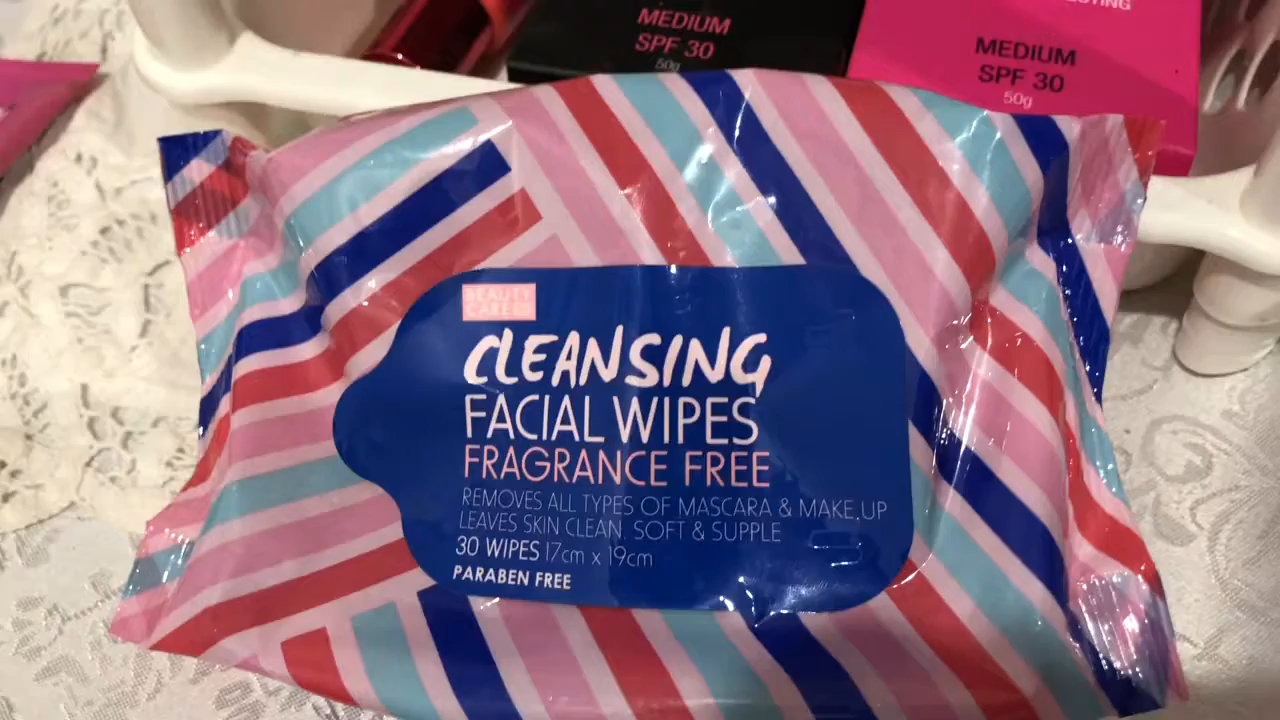 MEDIUM
SPF 30
50g
MEDIUM
SPF 30
50g
BEAUTY
CARE
CLEANSING
FACIAL WIPES
FRAGRANCE FREE
REMOVES ALL TYPES OF MASCARA & MAKE.UP
LEAVES SKIN CLEAN, SOFT & SUPPLE
30 WIPES 17cm x 19cm
PARABEN FREE